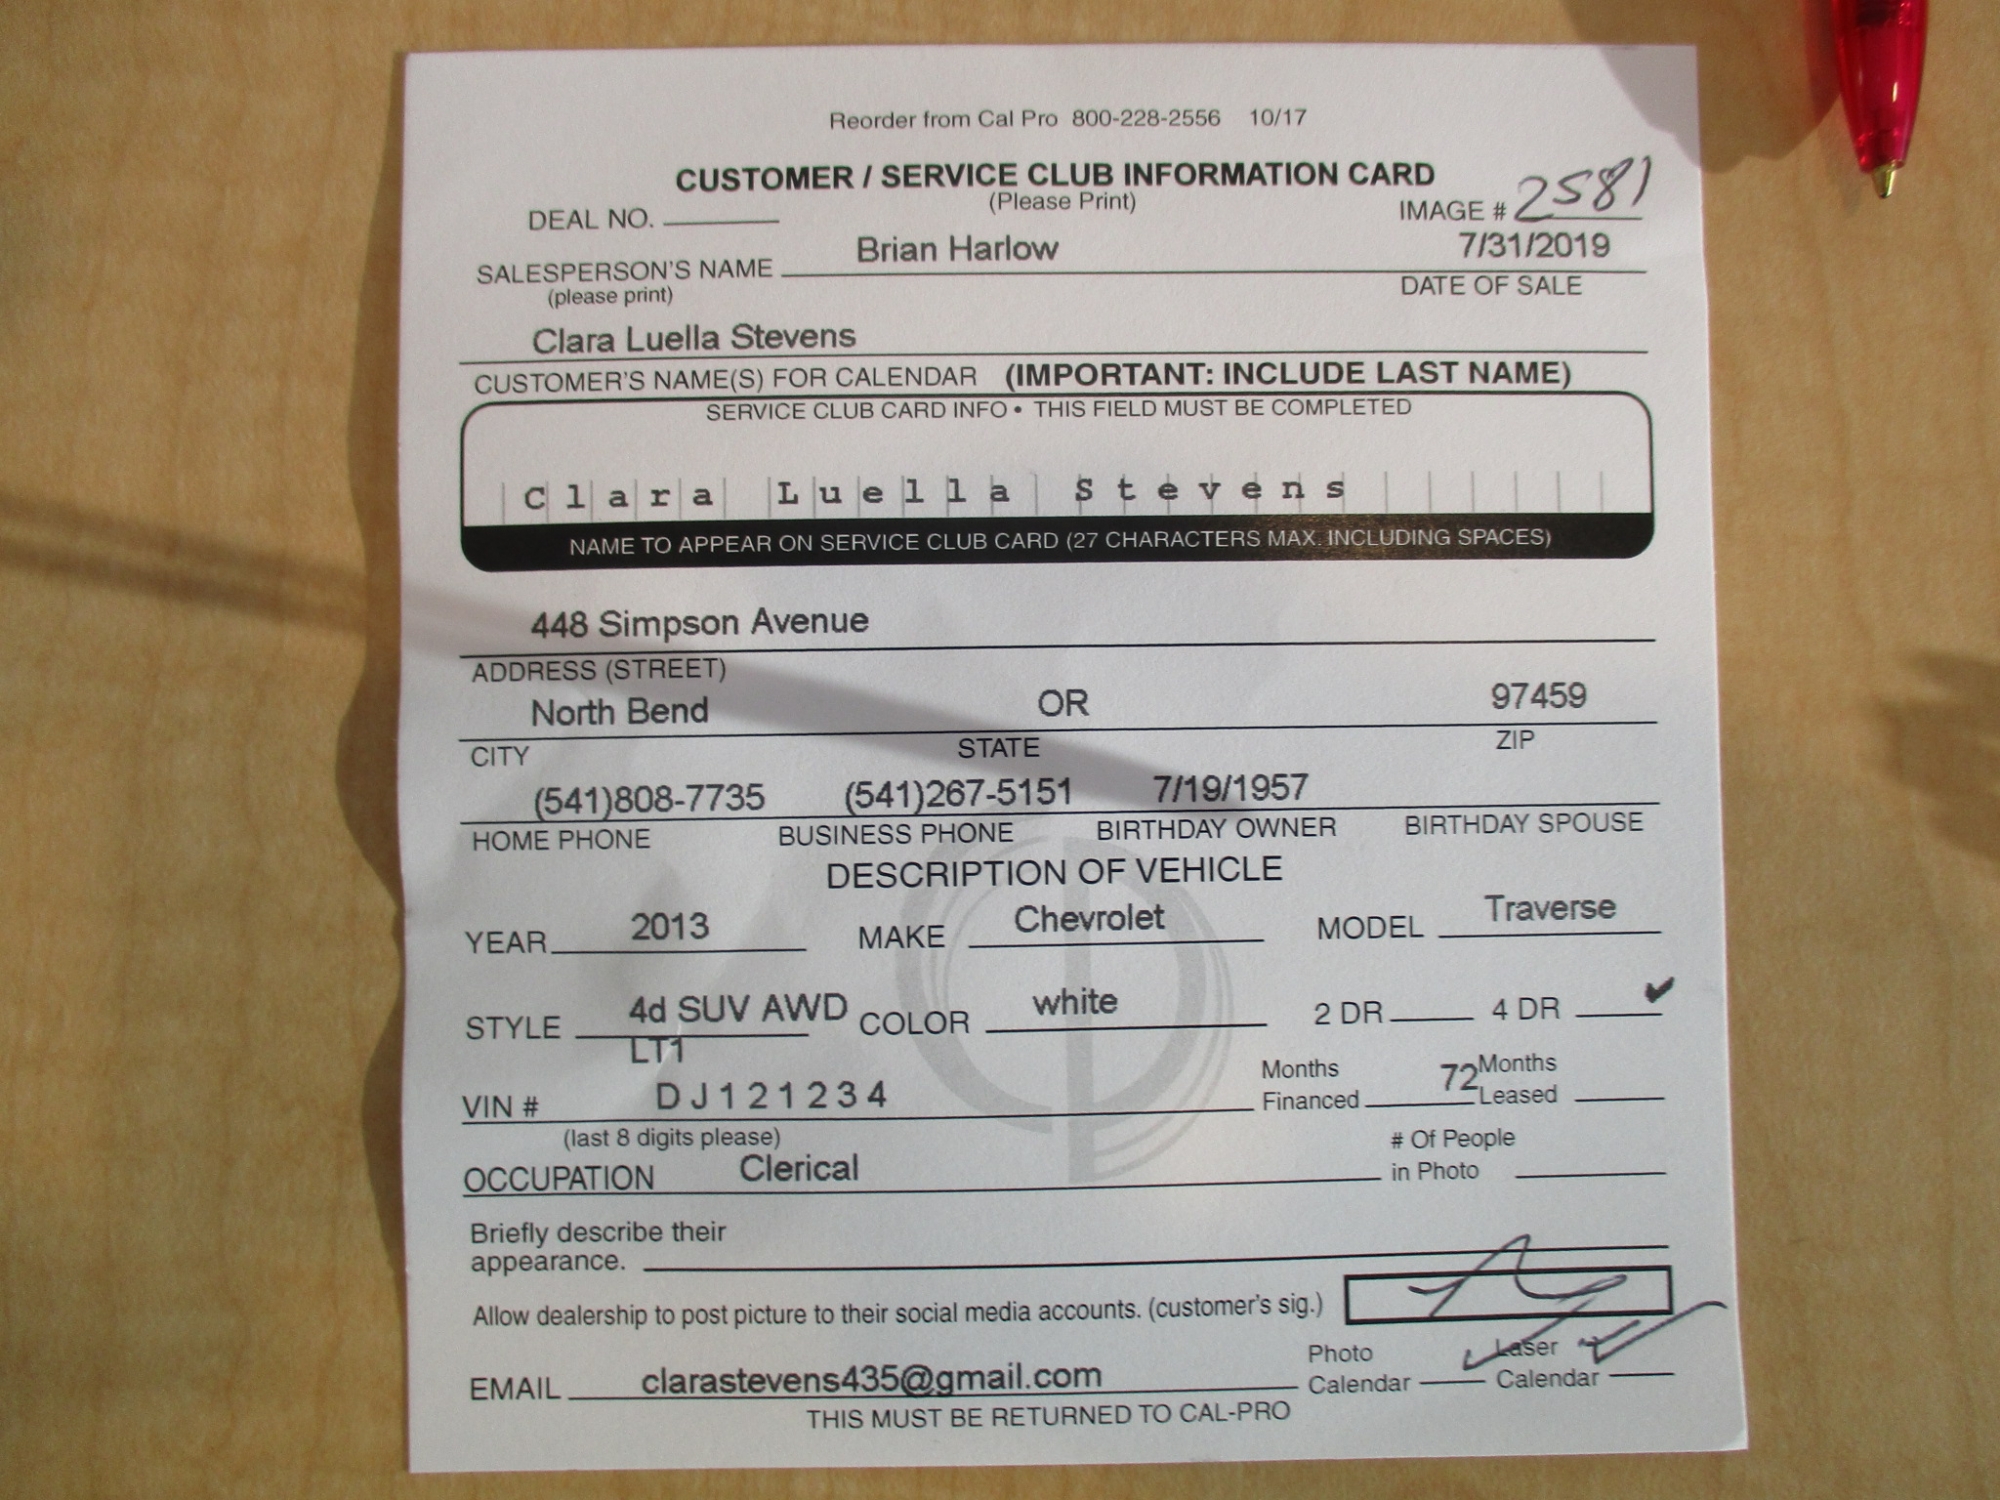 Reorder from Cal Pro 800-228-2556 10/17
CUSTOMER / SERVICE CLUB INFORMATION CARD
(Please Print)
DEAL NO. IMAGE # 2581
Brian Harlow 7/31/2019
SALESPERSON'S NAME DATE OF SALE
(please print)
Clara Luella Stevens
CUSTOMER'S NAME(S) FOR CALENDAR (IMPORTANT: INCLUDE LAST NAME)
SERVICE CLUB CARD INFO • THIS FIELD MUST BE COMPLETED
Clara Luella Stevens
NAME TO APPEAR ON SERVICE CLUB CARD (27 CHARACTERS MAX. INCLUDING SPACES)
448 Simpson Avenue
ADDRESS (STREET)
North Bend OR 97459
CITY STATE ZIP
(541)808-7735 (541)267-5151 7/19/1957
HOME PHONE BUSINESS PHONE BIRTHDAY OWNER BIRTHDAY SPOUSE
DESCRIPTION OF VEHICLE
YEAR 2013 MAKE Chevrolet MODEL Traverse
STYLE 4d SUV AWD COLOR white 2 DR 4 DR ✔
LT1
VIN # DJ121234 Months Financed 72 Months Leased
(last 8 digits please)
OCCUPATION Clerical # Of People in Photo
Briefly describe their
appearance.
Allow dealership to post picture to their social media accounts. (customer's sig.)
EMAIL clarastevens435@gmail.com Photo Calendar Laser Calendar
THIS MUST BE RETURNED TO CAL-PRO